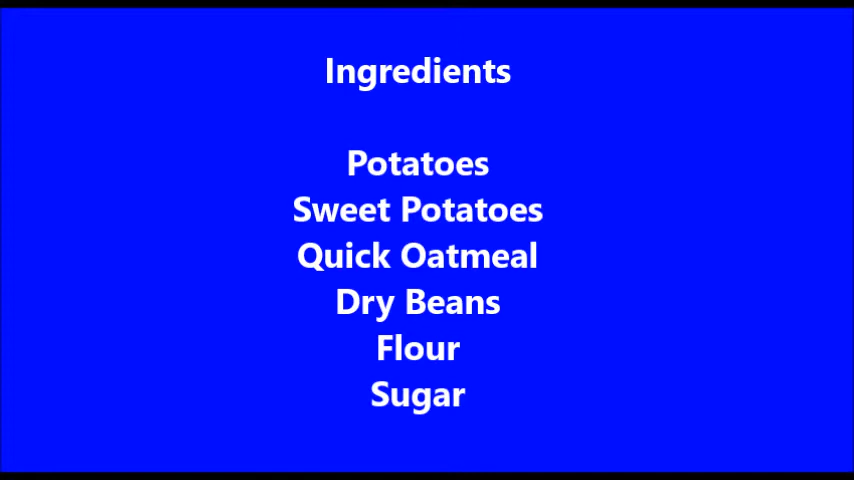 Ingredients
Potatoes
Sweet Potatoes
Quick Oatmeal
Dry Beans
Flour
Sugar